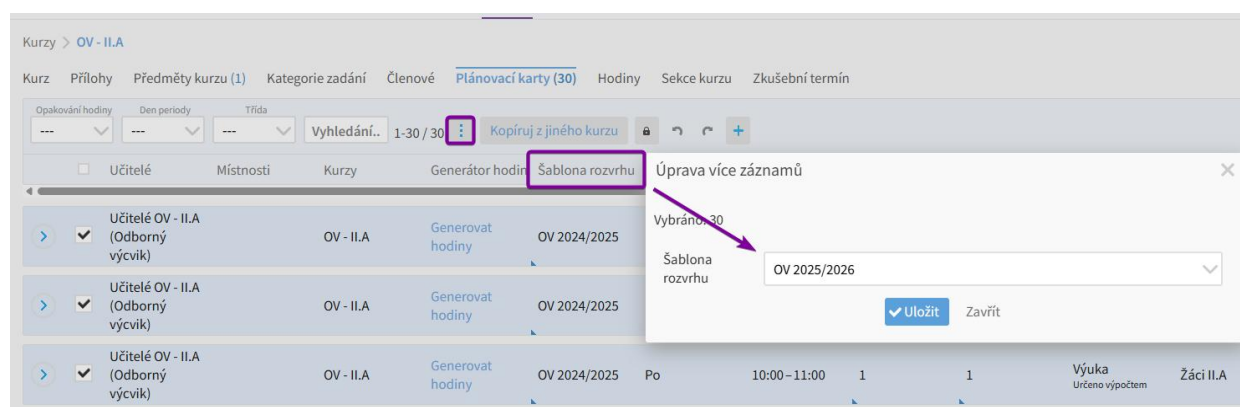 Kurzy > OV - II.A
Kurz Přílohy Předměty kurzu (1) Kategorie zadání Členové Plánovací karty (30) Hodiny Sekce kurzu Zkušební termín
Opakování hodiny Den periody Třída
--- --- --- Vyhledání.. 1-30 / 30 Kopíruj z jiného kurzu
Učitelé Místnosti Kurzy Generátor hodin Šablona rozvrhu
Úprava více záznamů
Vybráno: 30
Šablona
rozvrhu
OV 2025/2026
Uložit Zavřít
Učitelé OV - II.A
(Odborný
výcvik)
OV - II.A
Generovat
hodiny
OV 2024/2025
Učitelé OV - II.A
(Odborný
výcvik)
OV - II.A
Generovat
hodiny
OV 2024/2025
Učitelé OV - II.A
(Odborný
výcvik)
OV - II.A
Generovat
hodiny
OV 2024/2025 Po 10:00 – 11:00 1 1
Výuka
Určeno výpočtem
Žáci II.A